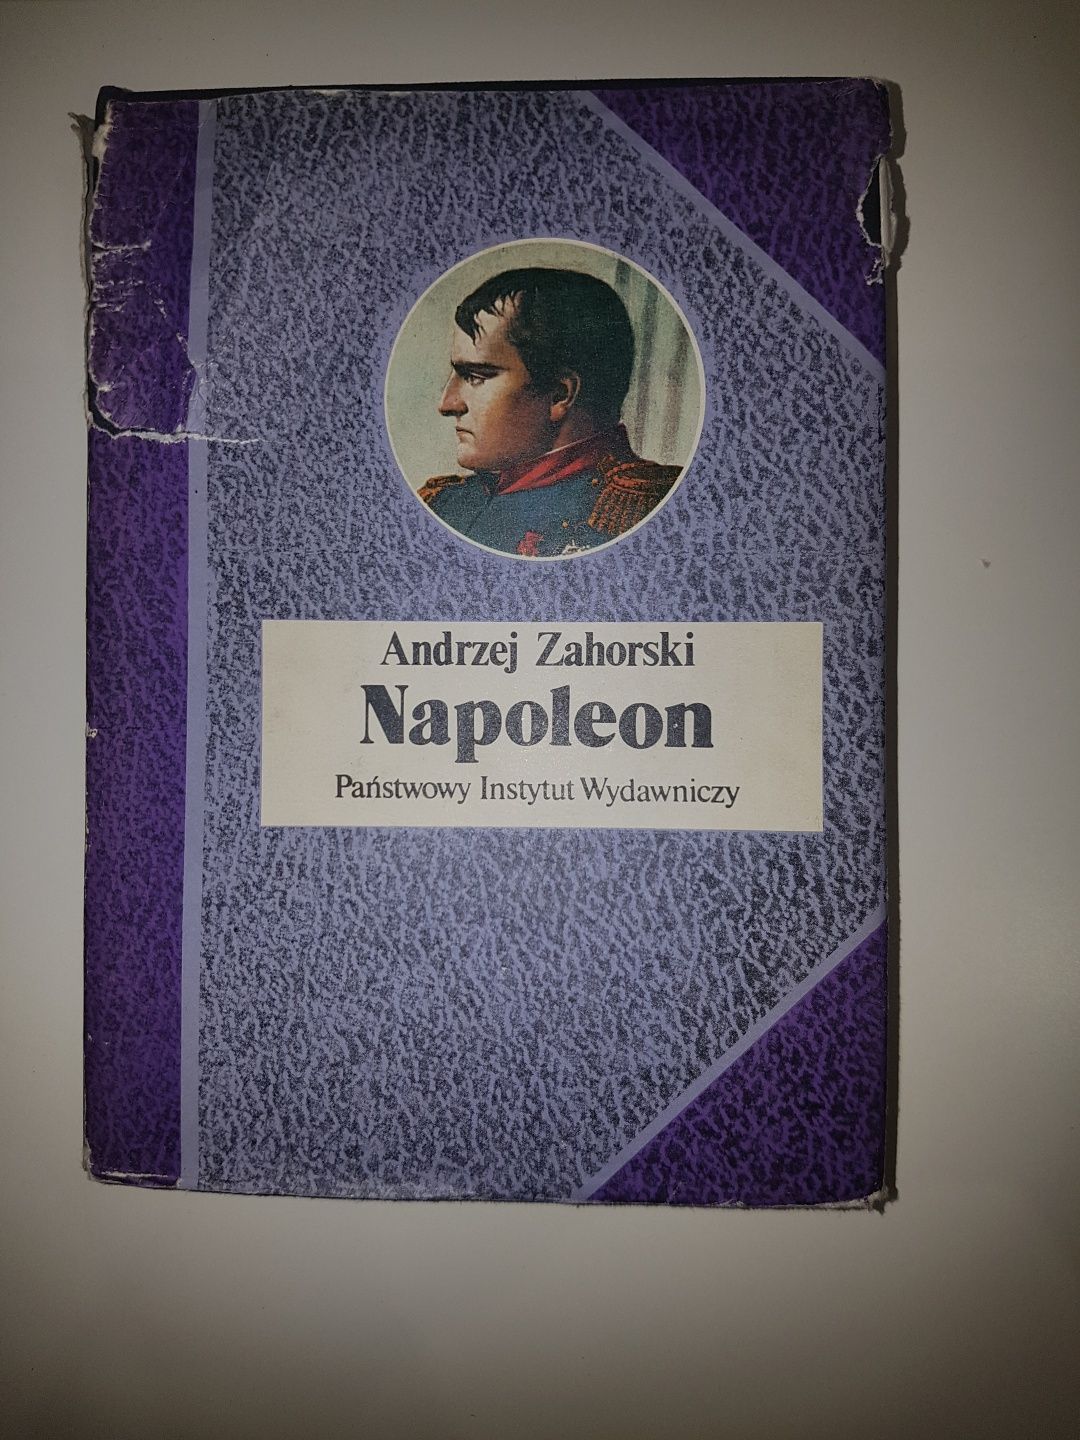 Andrzej Zahorski
Napoleon
Państwowy Instytut Wydawniczy